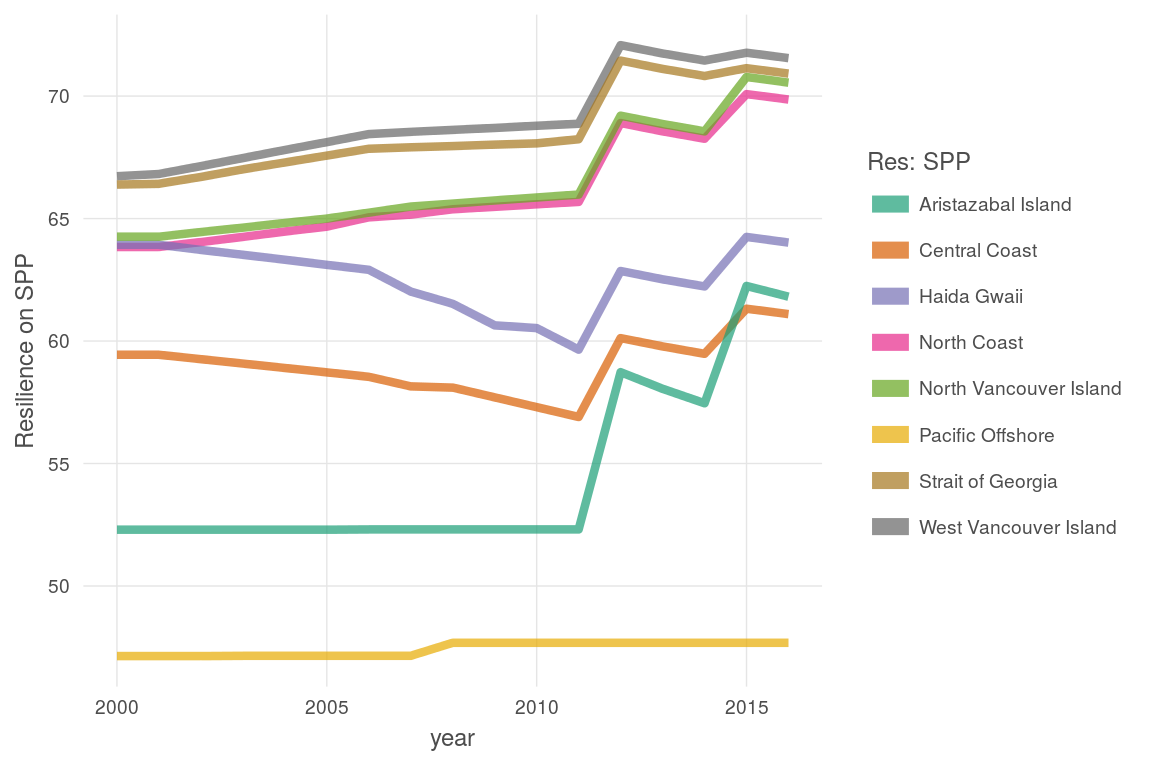 Resilience on SPP
70
65
60
55
50
2000
2005
2010
2015
year
Res: SPP
Aristazabal Island
Central Coast
Haida Gwaii
North Coast
North Vancouver Island
Pacific Offshore
Strait of Georgia
West Vancouver Island